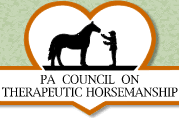 PA COUNCIL ON
THERAPEUTIC HORSEMANSHIP